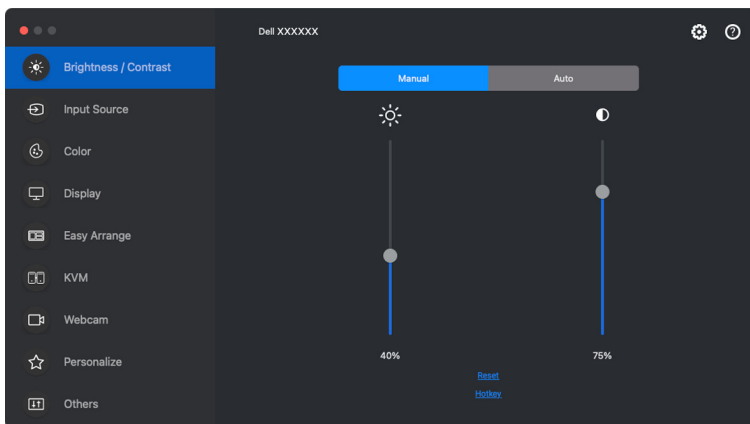 Dell XXXXXX
Brightness / Contrast
Input Source
Color
Display
Easy Arrange
KVM
Webcam
Personalize
Others
Manual
Auto
40%
75%
Reset
Hotkey